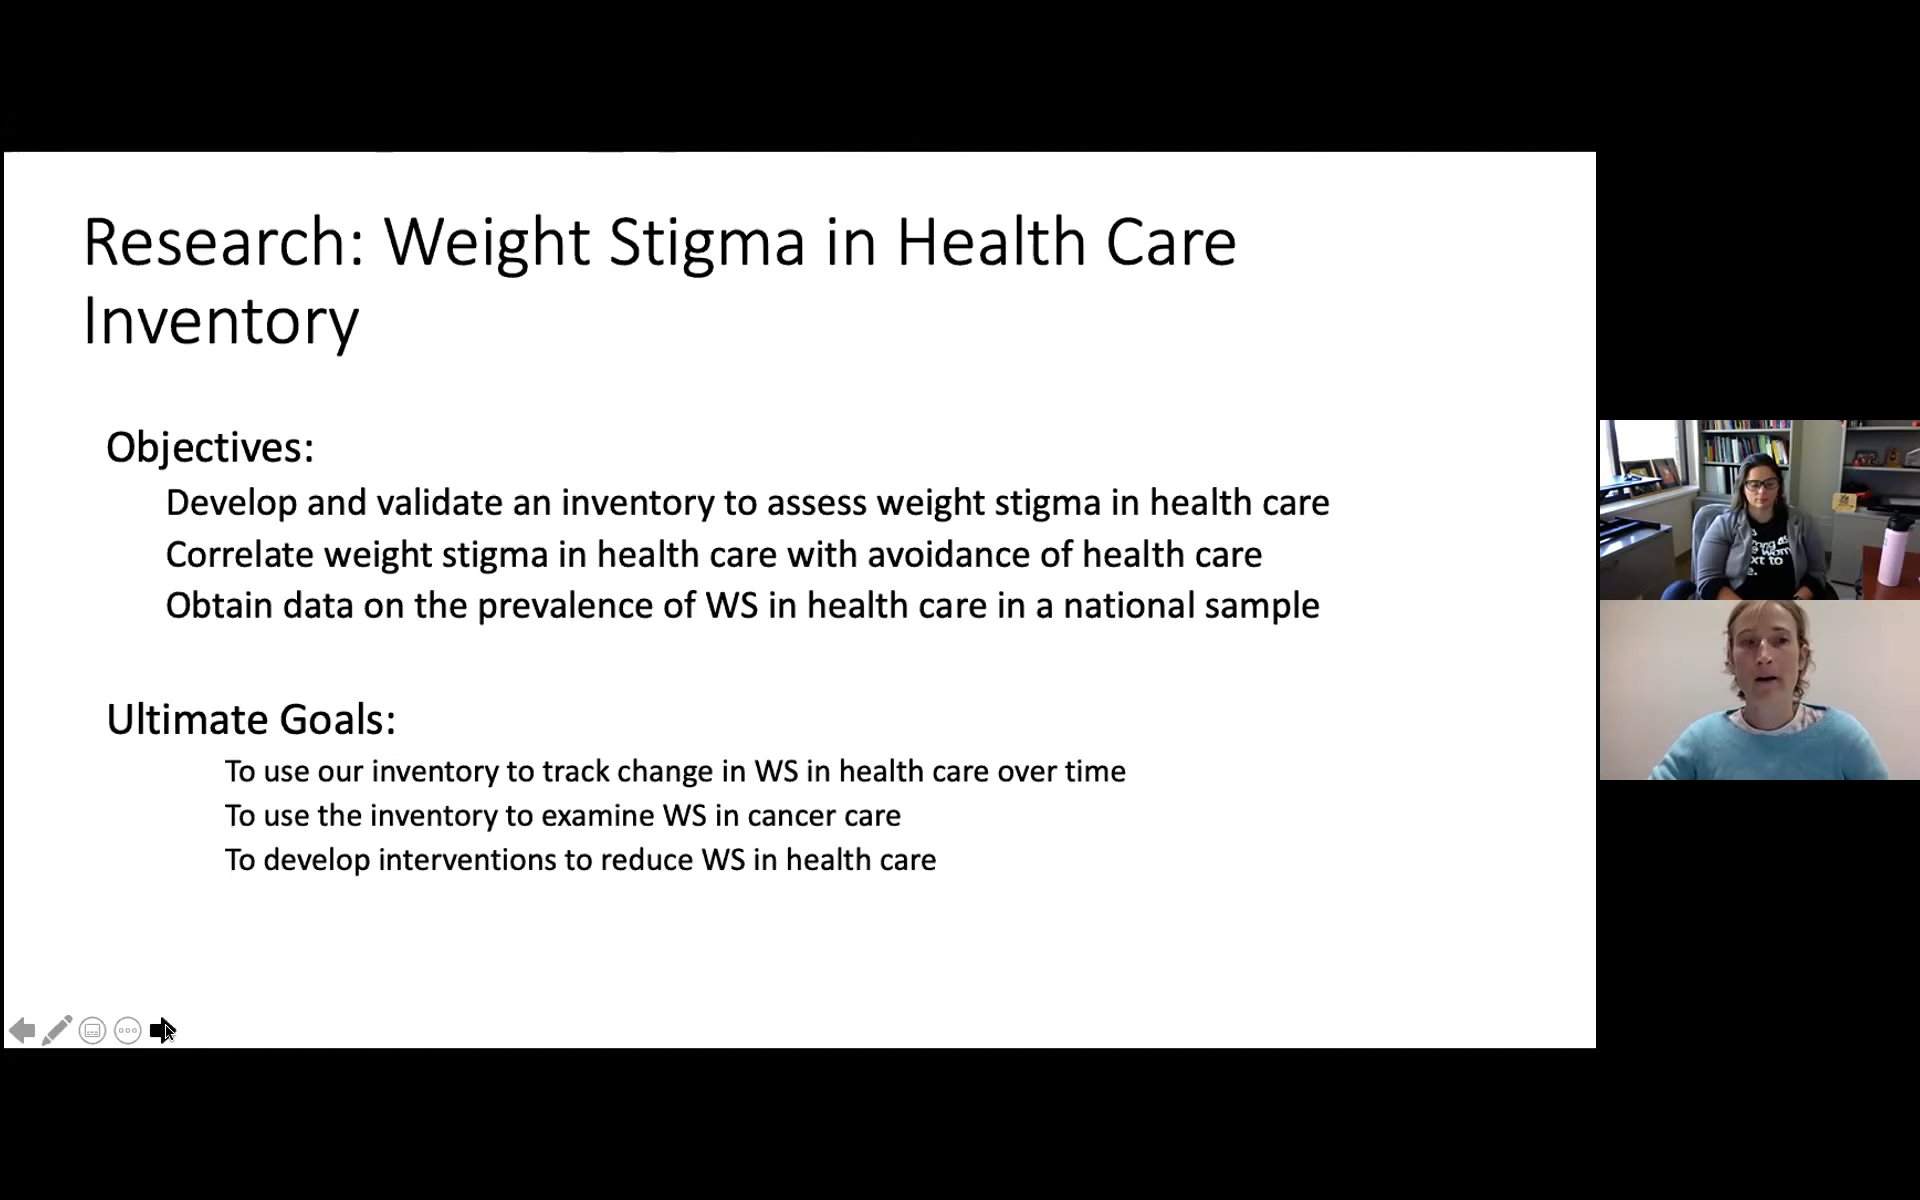 Research: Weight Stigma in Health Care
Inventory
Objectives:
Develop and validate an inventory to assess weight stigma in health care
Correlate weight stigma in health care with avoidance of health care
Obtain data on the prevalence of WS in health care in a national sample
Ultimate Goals:
To use our inventory to track change in WS in health care over time
To use the inventory to examine WS in cancer care
To develop interventions to reduce WS in health care